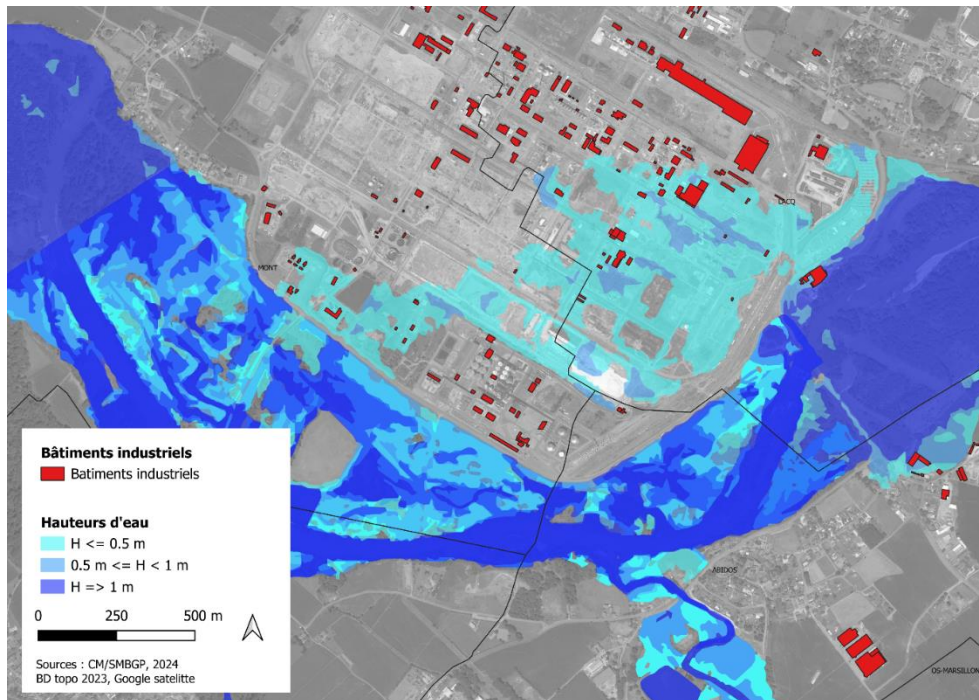 LACQ
MONT
ARIDOS
OS-MARSILLON
Bâtiments industriels
Batiments industriels
Hauteurs d'eau
H <= 0.5 m
0.5 m <= H < 1 m
H => 1 m
0 250 500 m
Sources : CM/SMBGP, 2024
BD topo 2023, Google satelitte